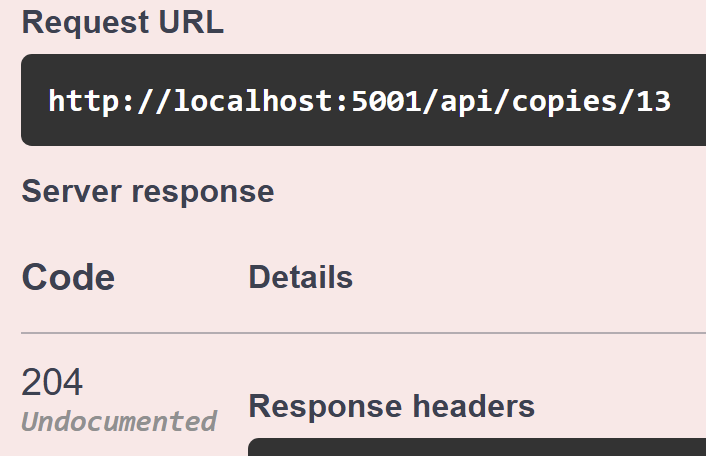 Request URL
http://localhost:5001/api/copies/13
Server response
Code Details
204
Response headers
Undocumented